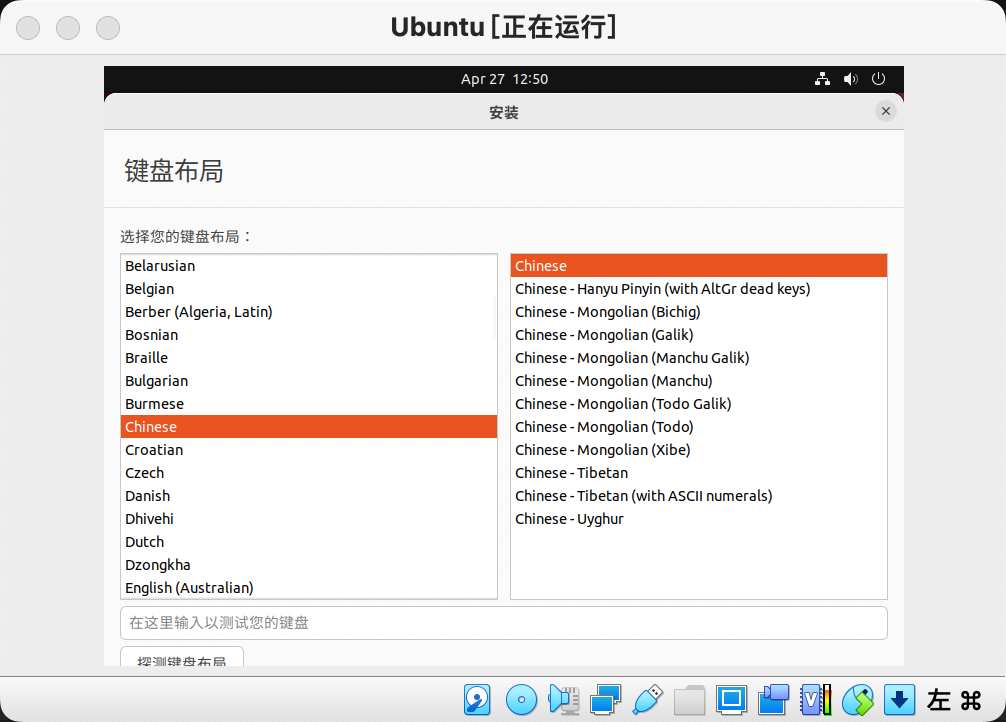 Ubuntu [正在运行]
Apr 27 12:50
安装
键盘布局
选择您的键盘布局：
Belarusian
Belgian
Berber (Algeria, Latin)
Bosnian
Braille
Bulgarian
Burmese
Chinese
Croatian
Czech
Danish
Dhivehi
Dutch
Dzongkha
English (Australian)
Chinese
Chinese - Hanyu Pinyin (with AltGr dead keys)
Chinese - Mongolian (Bichig)
Chinese - Mongolian (Galik)
Chinese - Mongolian (Manchu Galik)
Chinese - Mongolian (Manchu)
Chinese - Mongolian (Todo Galik)
Chinese - Mongolian (Todo)
Chinese - Mongolian (Xibe)
Chinese - Tibetan
Chinese - Tibetan (with ASCII numerals)
Chinese - Uyghur
在这里输入以测试您的键盘
探测键盘布局
V
左 ⌘